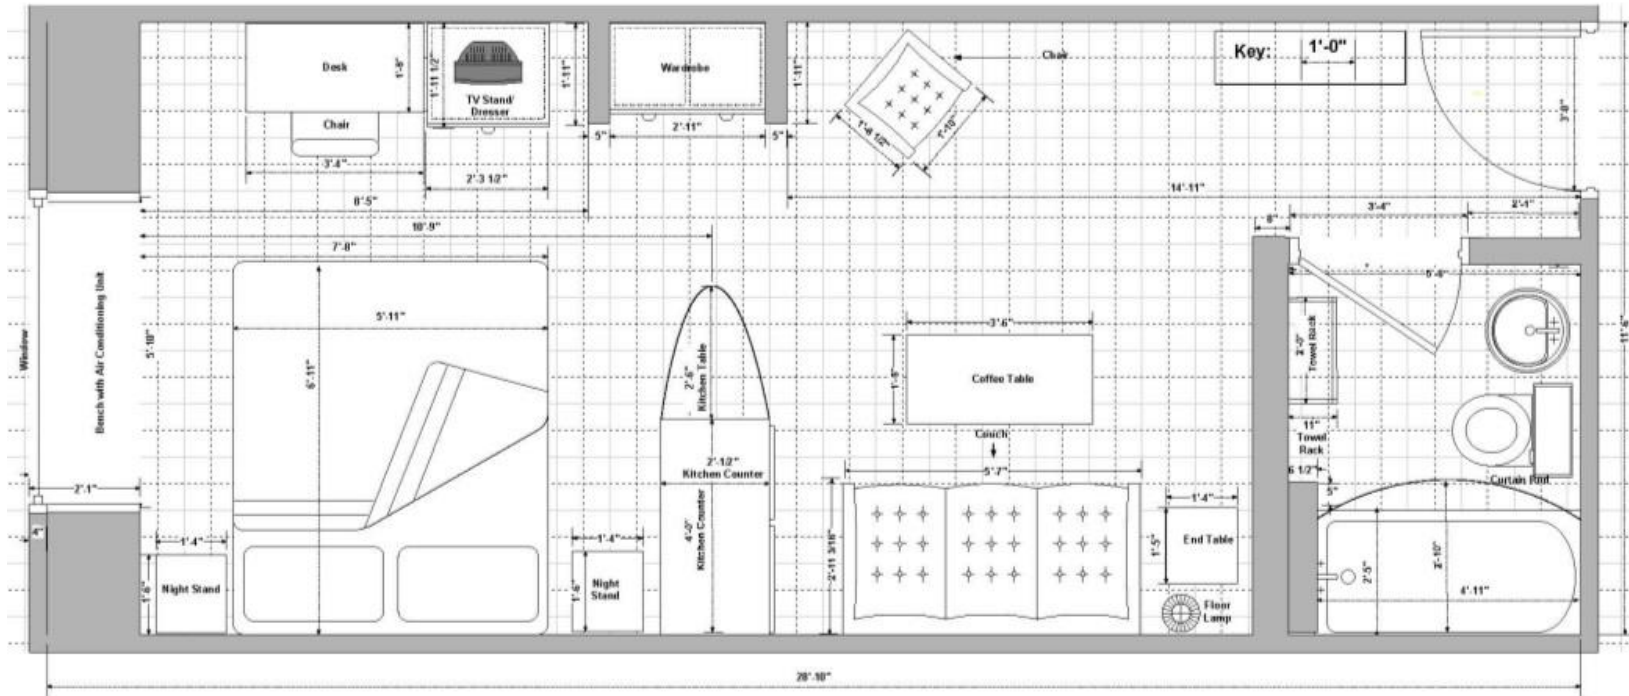 Key: 1'-0"
Desk
1'-8"
1'-11 1/2"
TV Stand/
Dresser
1'-11"
Wardrobe
1'-11"
Chair
Chair
3'-4"
2'-3 1/2"
5"
2'-11"
5"
1'-8 1/2"
1'-10"
3'-8"
8'-5"
14'-11"
10'-9"
7'-8"
8"
3'-4"
2'-1"
Window
Bench with Air Conditioning Unit
5'-10"
5'-11"
6'-11"
2'-6"
Kitchen Table
3'-6"
1'-8"
Coffee Table
2'-0"
Towel Rack
11'-6"
Couch
11"
Towel
Rack
2'-1/2"
Kitchen Counter
4'-0"
Kitchen Counter
5'-7"
6 1/2"
Curtain Rod
5"
2'-1"
4"
1'-4"
1'-6"
Night Stand
1'-4"
1'-6"
Night
Stand
2'-11 3/16"
1'-4"
1'-5"
End Table
Floor
Lamp
2'-5"
2'-10"
4'-11"
28'-10"